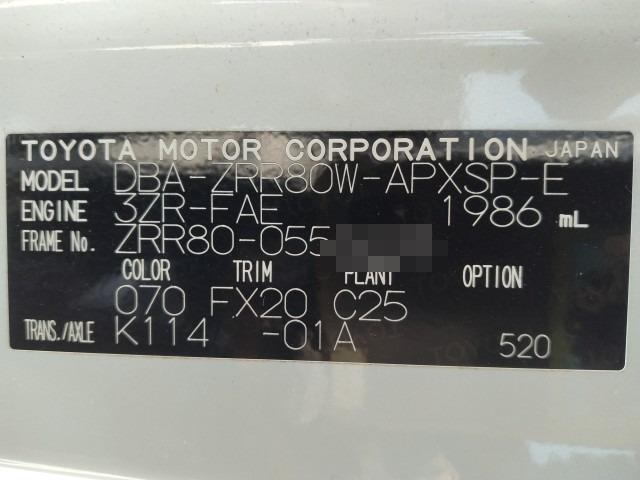 TOYOTA MOTOR CORPORATION JAPAN
MODEL DBA-ZRR80W-APXSP-E
ENGINE 3ZR-FAE 1986 mL
FRAME No. ZRR80-055
COLOR TRIM PLANT OPTION
070 FX20 C25
TRANS./AXLE K114 -01A 520